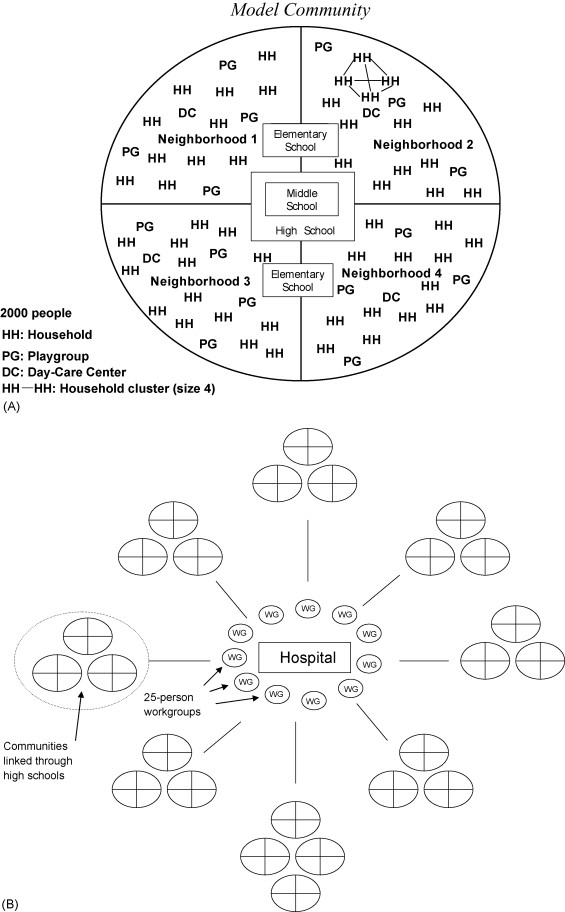 Model Community
PG HH
HH HH HH
DC
HH HH PG
Neighborhood 1
PG HH HH HH
HH HH PG
PG
HH
HH HH
HH
HH PG HH
DC
HH HH
Neighborhood 2
HH HH HH PG
HH HH HH
Elementary
School
Middle
School
High School
PG HH HH
HH HH
DC HH PG HH
HH
Neighborhood 3
HH PG
HH HH HH HH
PG HH HH
Elementary
School
HH PG HH
HH
HH HH
Neighborhood 4
PG HH PG
DC
HH HH HH HH
HH PG
2000 people
HH: Household
PG: Playgroup
DC: Day-Care Center
HH—HH: Household cluster (size 4)
(A)
WG WG WG
WG WG
WG Hospital WG
WG WG
WG WG
25-person
workgroups
Communities
linked through
high schools
(B)